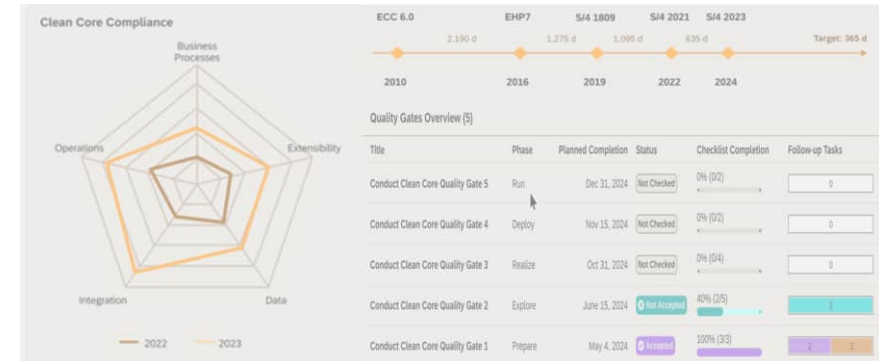 Clean Core Compliance
Business
Processes
Operations
Extensibility
Integration
Data
2022
2023
ECC 6.0 EHP7 S/4 1809 S/4 2021 S/4 2023
2,190 d 1,275 d 1,095 d 635 d Target: 365 d
2010 2016 2019 2022 2024
Quality Gates Overview (5)
Title Phase Planned Completion Status Checklist Completion Follow-up Tasks
Conduct Clean Core Quality Gate 5 Run Dec 31, 2024 Not Checked 0% (0/2) 0
Conduct Clean Core Quality Gate 4 Deploy Nov 15, 2024 Not Checked 0% (0/2) 0
Conduct Clean Core Quality Gate 3 Realize Oct 31, 2024 Not Checked 0% (0/4) 0
Conduct Clean Core Quality Gate 2 Explore June 15, 2024 Not Accepted 40% (2/5) 2
Conduct Clean Core Quality Gate 1 Prepare May 4, 2024 Accepted 100% (3/3) 2